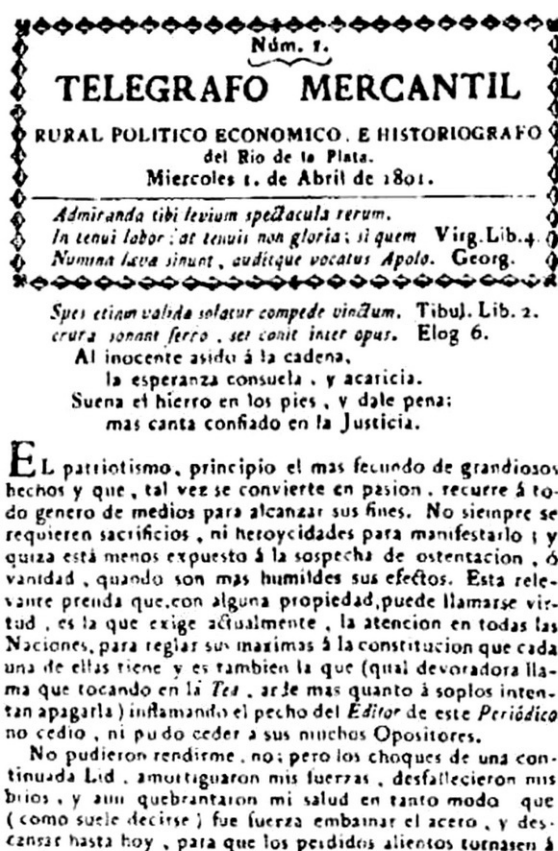 Núm. 1.
TELEGRAFO MERCANTIL
RURAL POLITICO ECONOMICO, E HISTORIOGRAFO
del Rio de la Plata.
Miercoles 1. de Abril de 1801.
Admiranda tibi levium spectacula rerum.
In tenui labor; at tenuis non gloria; si quem Virg. Lib. 4.
Numina læva sinunt, auditque vocatus Apolo. Georg.
Spes etiam valida solatur compede vinctum. Tibul. Lib. 2.
crura sonant ferro, set canit inter opus. Eleg 6.
Al inocente asido á la cadena,
la esperanza consuela, y acaricia.
Suena el hierro en los pies, y dale pena;
mas canta confiado en la Justicia.
EL patriotismo, principio el mas fecundo de grandiosos
hechos y que, tal vez se convierte en pasion, recurre á to-
do genero de medios para alcanzar sus fines. No siempre se
requieren sacrificios, ni heroycidades para manifestarlo; y
quiza está menos expuesto á la sospecha de ostentacion, ó
vanidad, quando son mas humildes sus efectos. Esta rele-
vante prenda que, con alguna propiedad, puede llamarse vir-
tud, es la que exige actualmente, la atencion en todas las
Naciones, para reglar sus maximas á la constitucion que cada
una de ellas tiene y es tambien la que (qual devoradora lla-
ma que tocando en la Tea, arde mas quanto á soplos inten-
tan apagarla) inflamando el pecho del Editor de este Periódico
no cedio, ni pudo ceder a sus muchos Opositores.
No pudieron rendirme, no; pero los choques de una con-
tinuada Lid, amortiguaron mis fuerzas, desfallecieron mis
brios, y aun quebrantaron mi salud en tanto modo que
(como suele decirse) fue fuerza embainar el acero, y des-
cansar hasta hoy, para que los perdidos alientos tornasen á